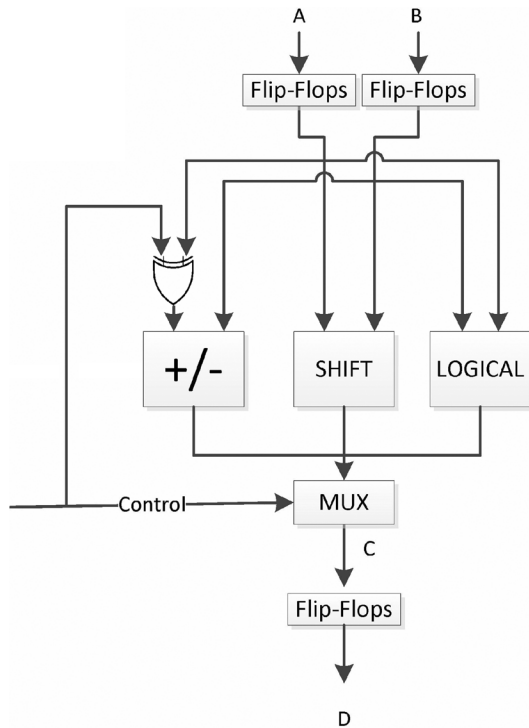 A B
Flip-Flops Flip-Flops
+/- SHIFT LOGICAL
Control MUX
C
Flip-Flops
D